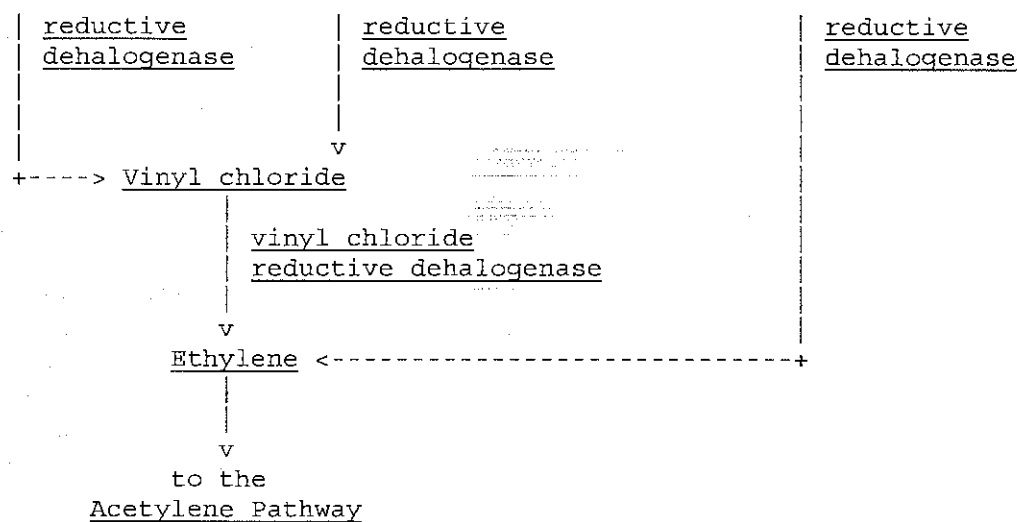 reductive reductive reductive
dehalogenase dehalogenase dehalogenase
v
+----> Vinyl chloride
vinyl chloride
reductive dehalogenase
v
Ethylene <-----------------------------+
v
to the
Acetylene Pathway